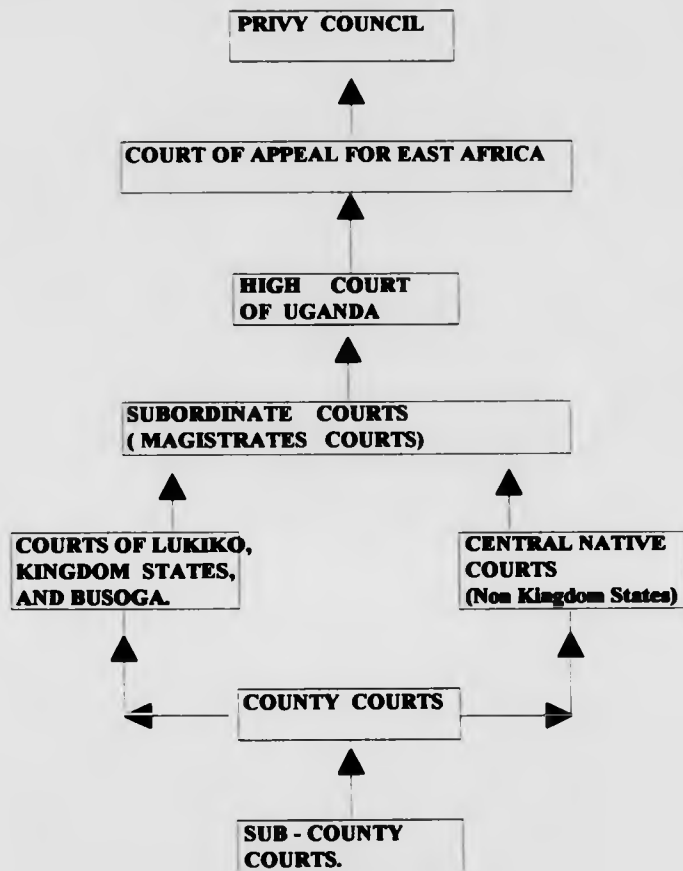 PRIVY COUNCIL
COURT OF APPEAL FOR EAST AFRICA
HIGH COURT
OF UGANDA
SUBORDINATE COURTS
( MAGISTRATES COURTS)
COURTS OF LUKIKO,
KINGDOM STATES,
AND BUSOGA.
CENTRAL NATIVE
COURTS
(Non Kingdom States)
COUNTY COURTS
SUB - COUNTY
COURTS.